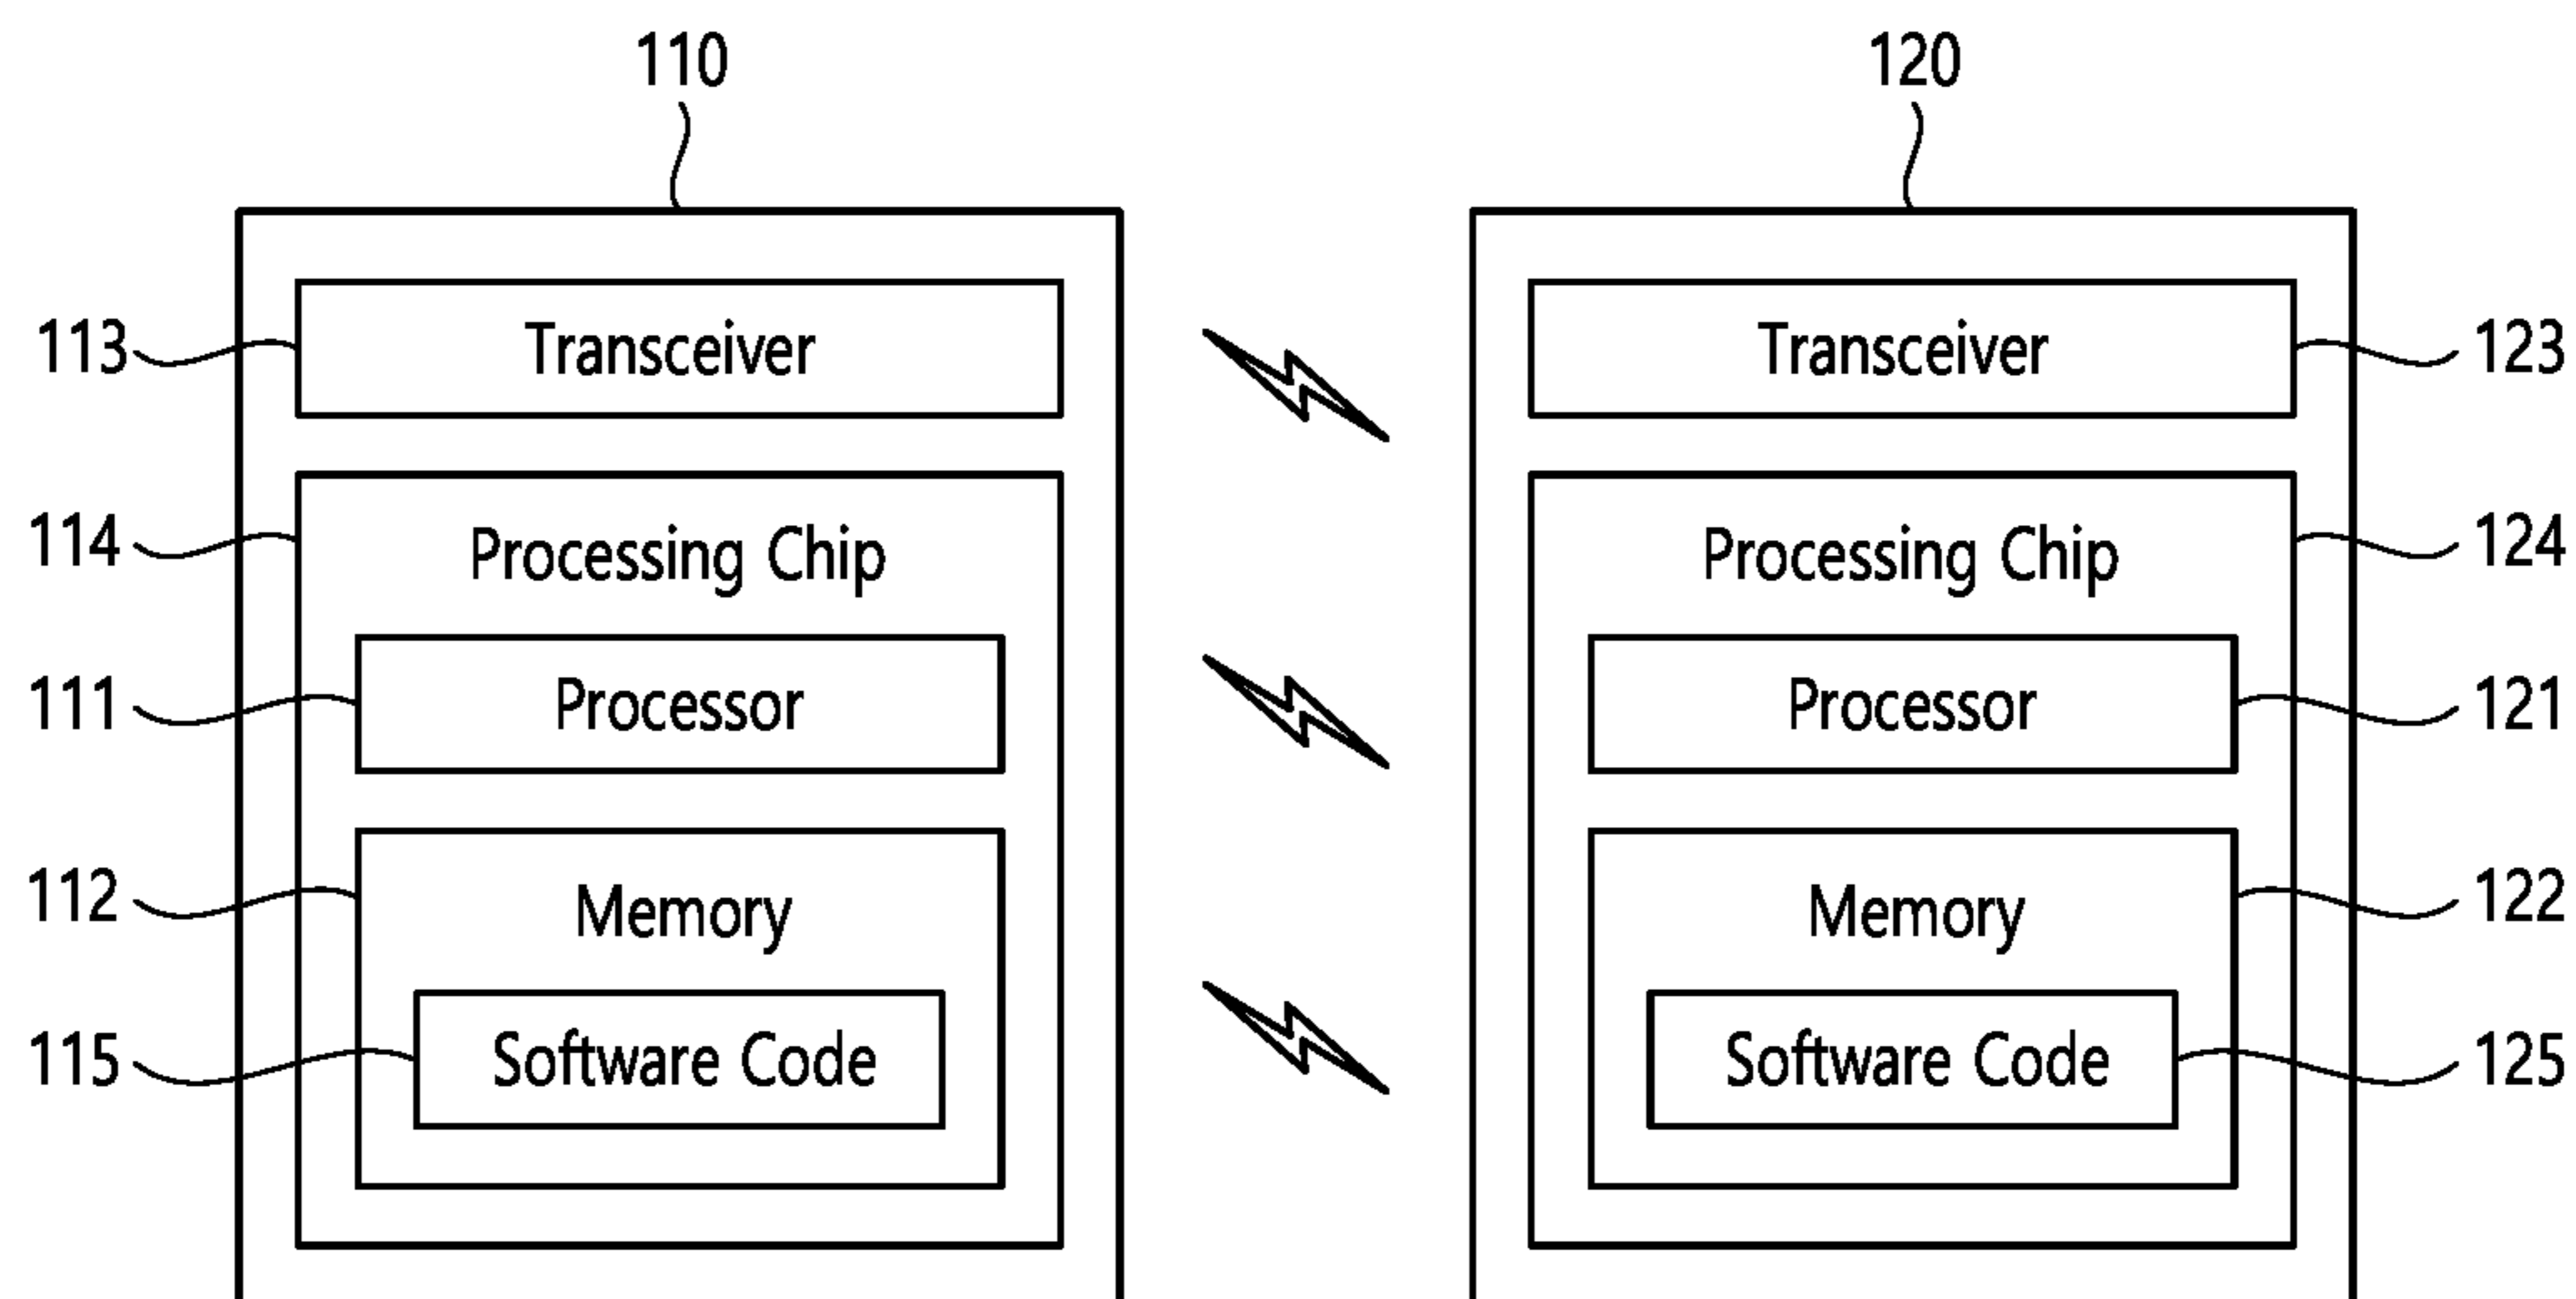 110
120
113
Transceiver
Transceiver
123
114
Processing Chip
Processing Chip
124
111
Processor
Processor
121
112
Memory
Memory
122
115
Software Code
Software Code
125